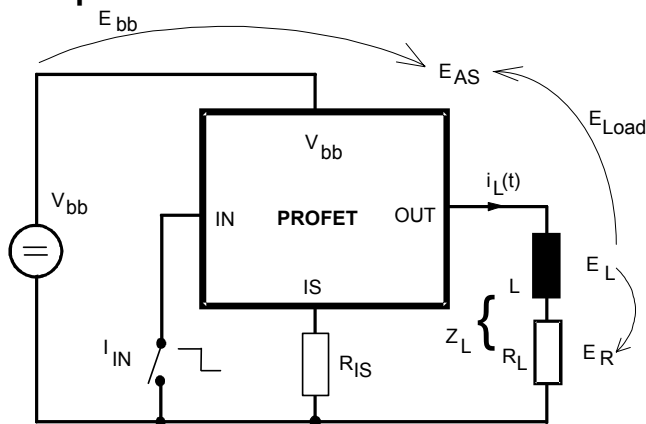 E bb
E AS
E Load
V bb
V bb
i L (t)
IN
PROFET
OUT
IS
L
E L
Z L
{
I IN
R IS
R L
E R